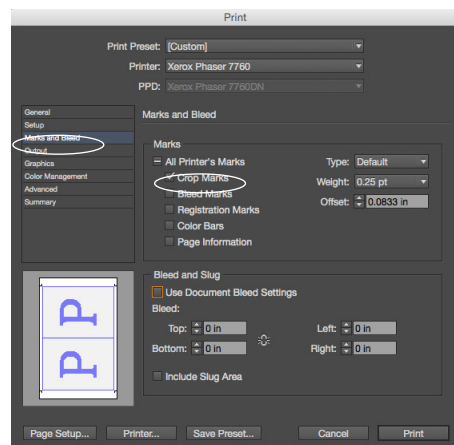 Print
Print Preset: [Custom]
Printer: Xerox Phaser 7760
PPD: Xerox Phaser 7760DN
General
Setup
Marks and Bleed
Output
Graphics
Color Management
Advanced
Summary
Marks and Bleed
Marks
All Printer's Marks
Crop Marks
Bleed Marks
Registration Marks
Color Bars
Page Information
Type: Default
Weight: 0.25 pt
Offset: 0.0833 in
Bleed and Slug
Use Document Bleed Settings
Bleed:
Top: 0 in
Bottom: 0 in
Left: 0 in
Right: 0 in
Include Slug Area
P
P
Page Setup... Printer... Save Preset... Cancel Print